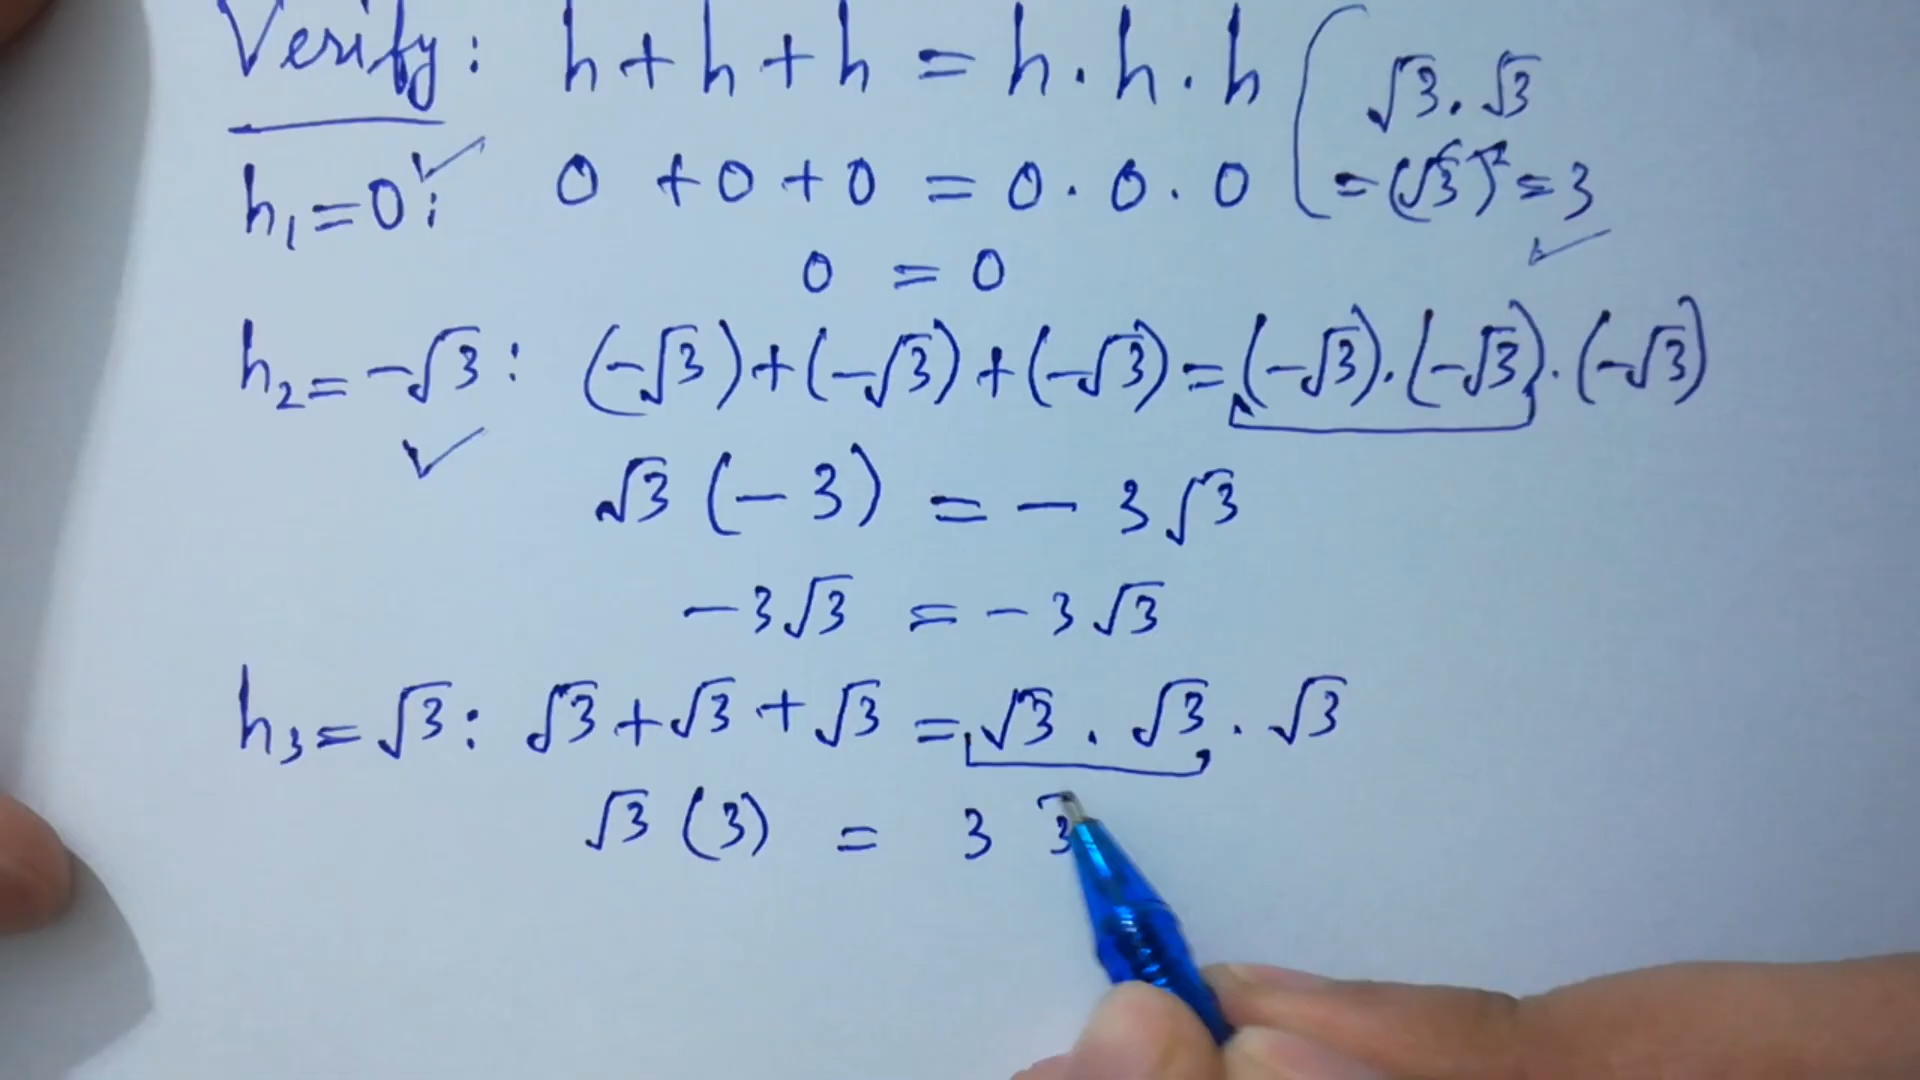 Verify: h + h + h = h . h . h
√3 . √3
= (√3)² = 3 ✓
h₁ = 0 ✓: 0 + 0 + 0 = 0 . 0 . 0
0 = 0
h₂ = -√3 : (-√3) + (-√3) + (-√3) = (-√3) . (-√3) . (-√3)
✓
√3 (-3) = - 3√3
-3√3 = -3√3
h₃ = √3 : √3 + √3 + √3 = √3 . √3 . √3
√3 (3) = 3 3